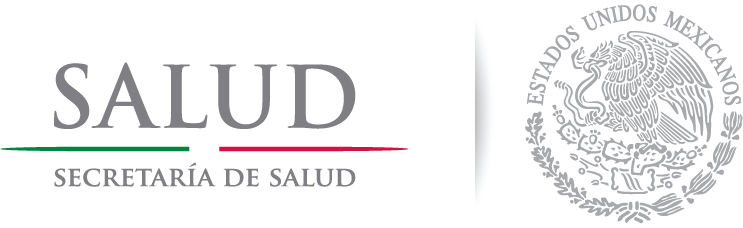 SALUD
SECRETARÍA DE SALUD
ESTADOS UNIDOS MEXICANOS